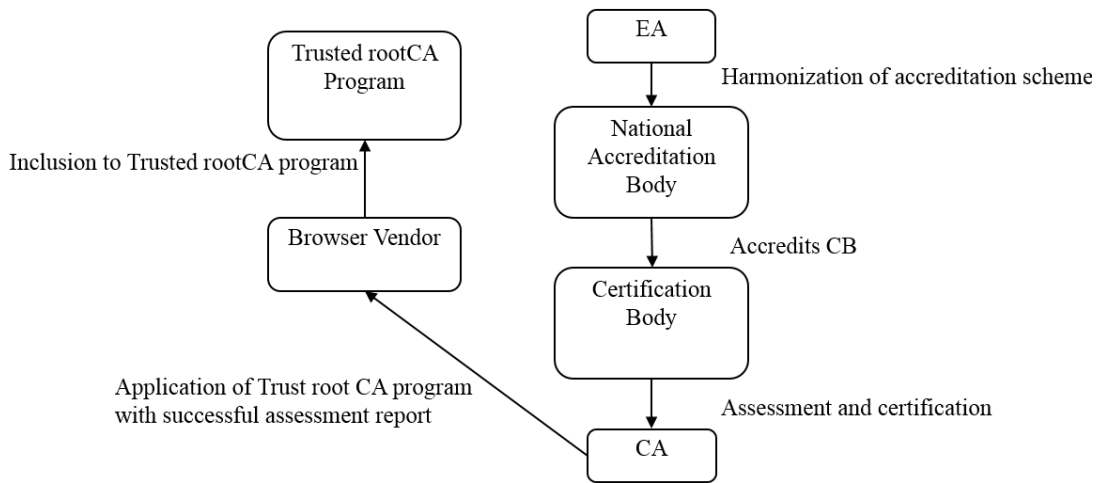 EA
Harmonization of accreditation scheme
National
Accreditation
Body
Accredits CB
Certification
Body
Assessment and certification
CA
Application of Trust root CA program
with successful assessment report
Browser Vendor
Inclusion to Trusted rootCA program
Trusted rootCA
Program